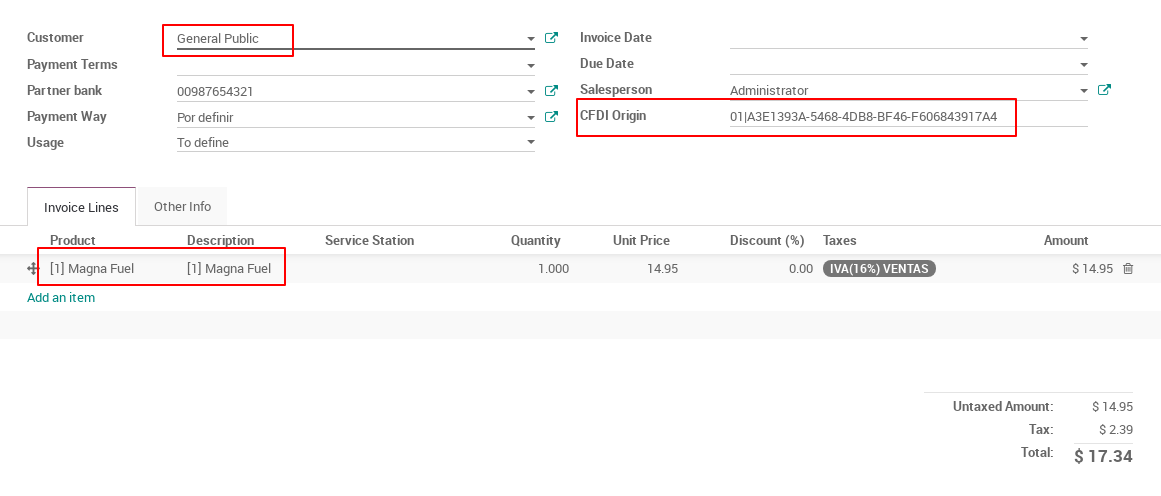 Customer General Public Invoice Date
Payment Terms Due Date
Partner bank 00987654321 Salesperson Administrator
Payment Way Por definir CFDI Origin 01|A3E1393A-5468-4DB8-BF46-F606843917A4
Usage To define
Invoice Lines Other Info
Product Description Service Station Quantity Unit Price Discount (%) Taxes Amount
[1] Magna Fuel [1] Magna Fuel 1.000 14.95 0.00 IVA(16%) VENTAS $ 14.95
Add an item
Untaxed Amount: $ 14.95
Tax: $ 2.39
Total: $ 17.34